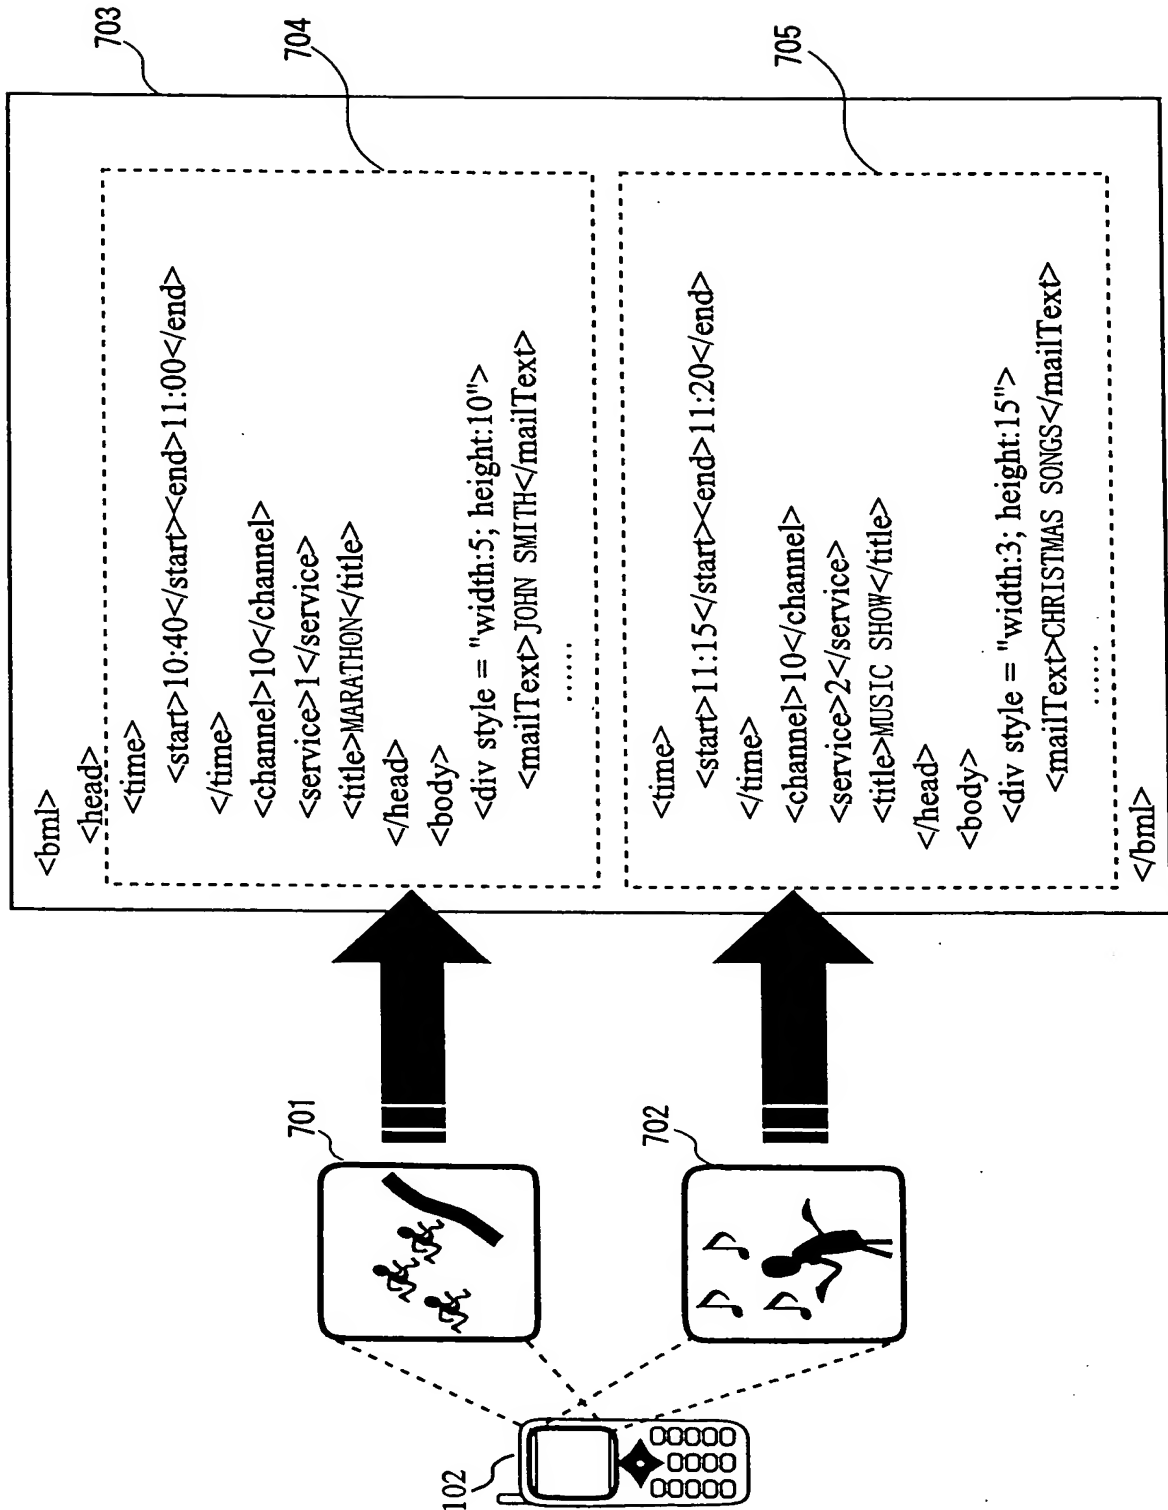 102
701
702
703
704
705
<bml>
<head>
<time>
<start>10:40</start><end>11:00</end>
</time>
<channel>10</channel>
<service>1</service>
<title>MARATHON</title>
</head>
<body>
<div style = "width:5; height:10">
<mailText>JOHN SMITH</mailText>
......
<time>
<start>11:15</start><end>11:20</end>
</time>
<channel>10</channel>
<service>2</service>
<title>MUSIC SHOW</title>
</head>
<body>
<div style = "width:3; height:15">
<mailText>CHRISTMAS SONGS</mailText>
......
</bml>